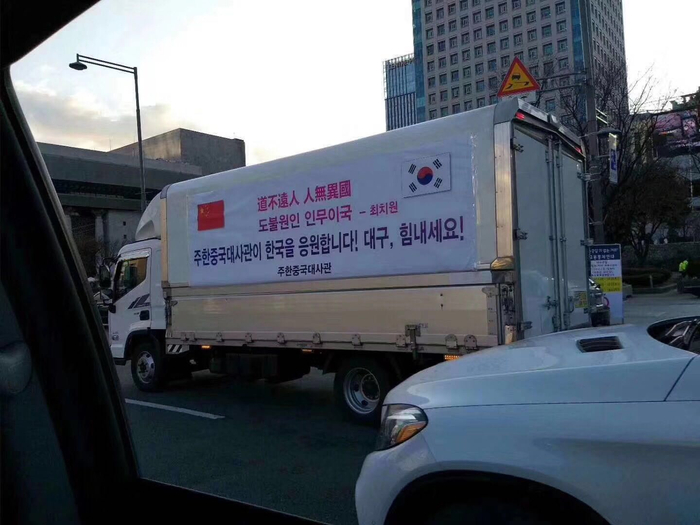 道不遠人 人無異國
도불원인 인무이국 - 최치원
주한중국대사관이 한국을 응원합니다! 대구, 힘내세요!
주한중국대사관